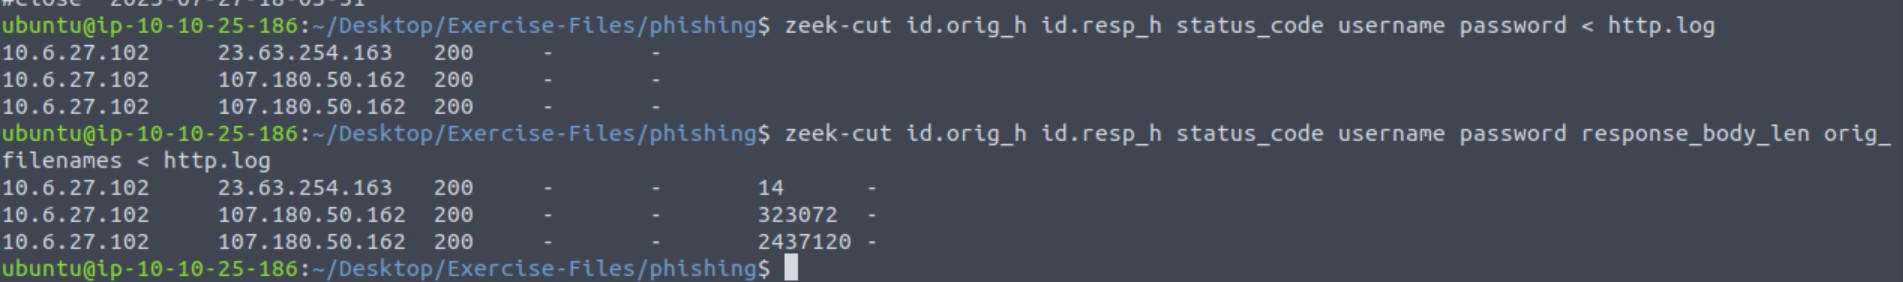 #close 2023-07-27-18-03-31
ubuntu@ip-10-10-25-186:~/Desktop/Exercise-Files/phishing$ zeek-cut id.orig_h id.resp_h status_code username password < http.log
10.6.27.102 23.63.254.163 200 - -
10.6.27.102 107.180.50.162 200 - -
10.6.27.102 107.180.50.162 200 - -
ubuntu@ip-10-10-25-186:~/Desktop/Exercise-Files/phishing$ zeek-cut id.orig_h id.resp_h status_code username password response_body_len orig_
filenames < http.log
10.6.27.102 23.63.254.163 200 - - 14 -
10.6.27.102 107.180.50.162 200 - - 323072 -
10.6.27.102 107.180.50.162 200 - - 2437120 -
ubuntu@ip-10-10-25-186:~/Desktop/Exercise-Files/phishing$